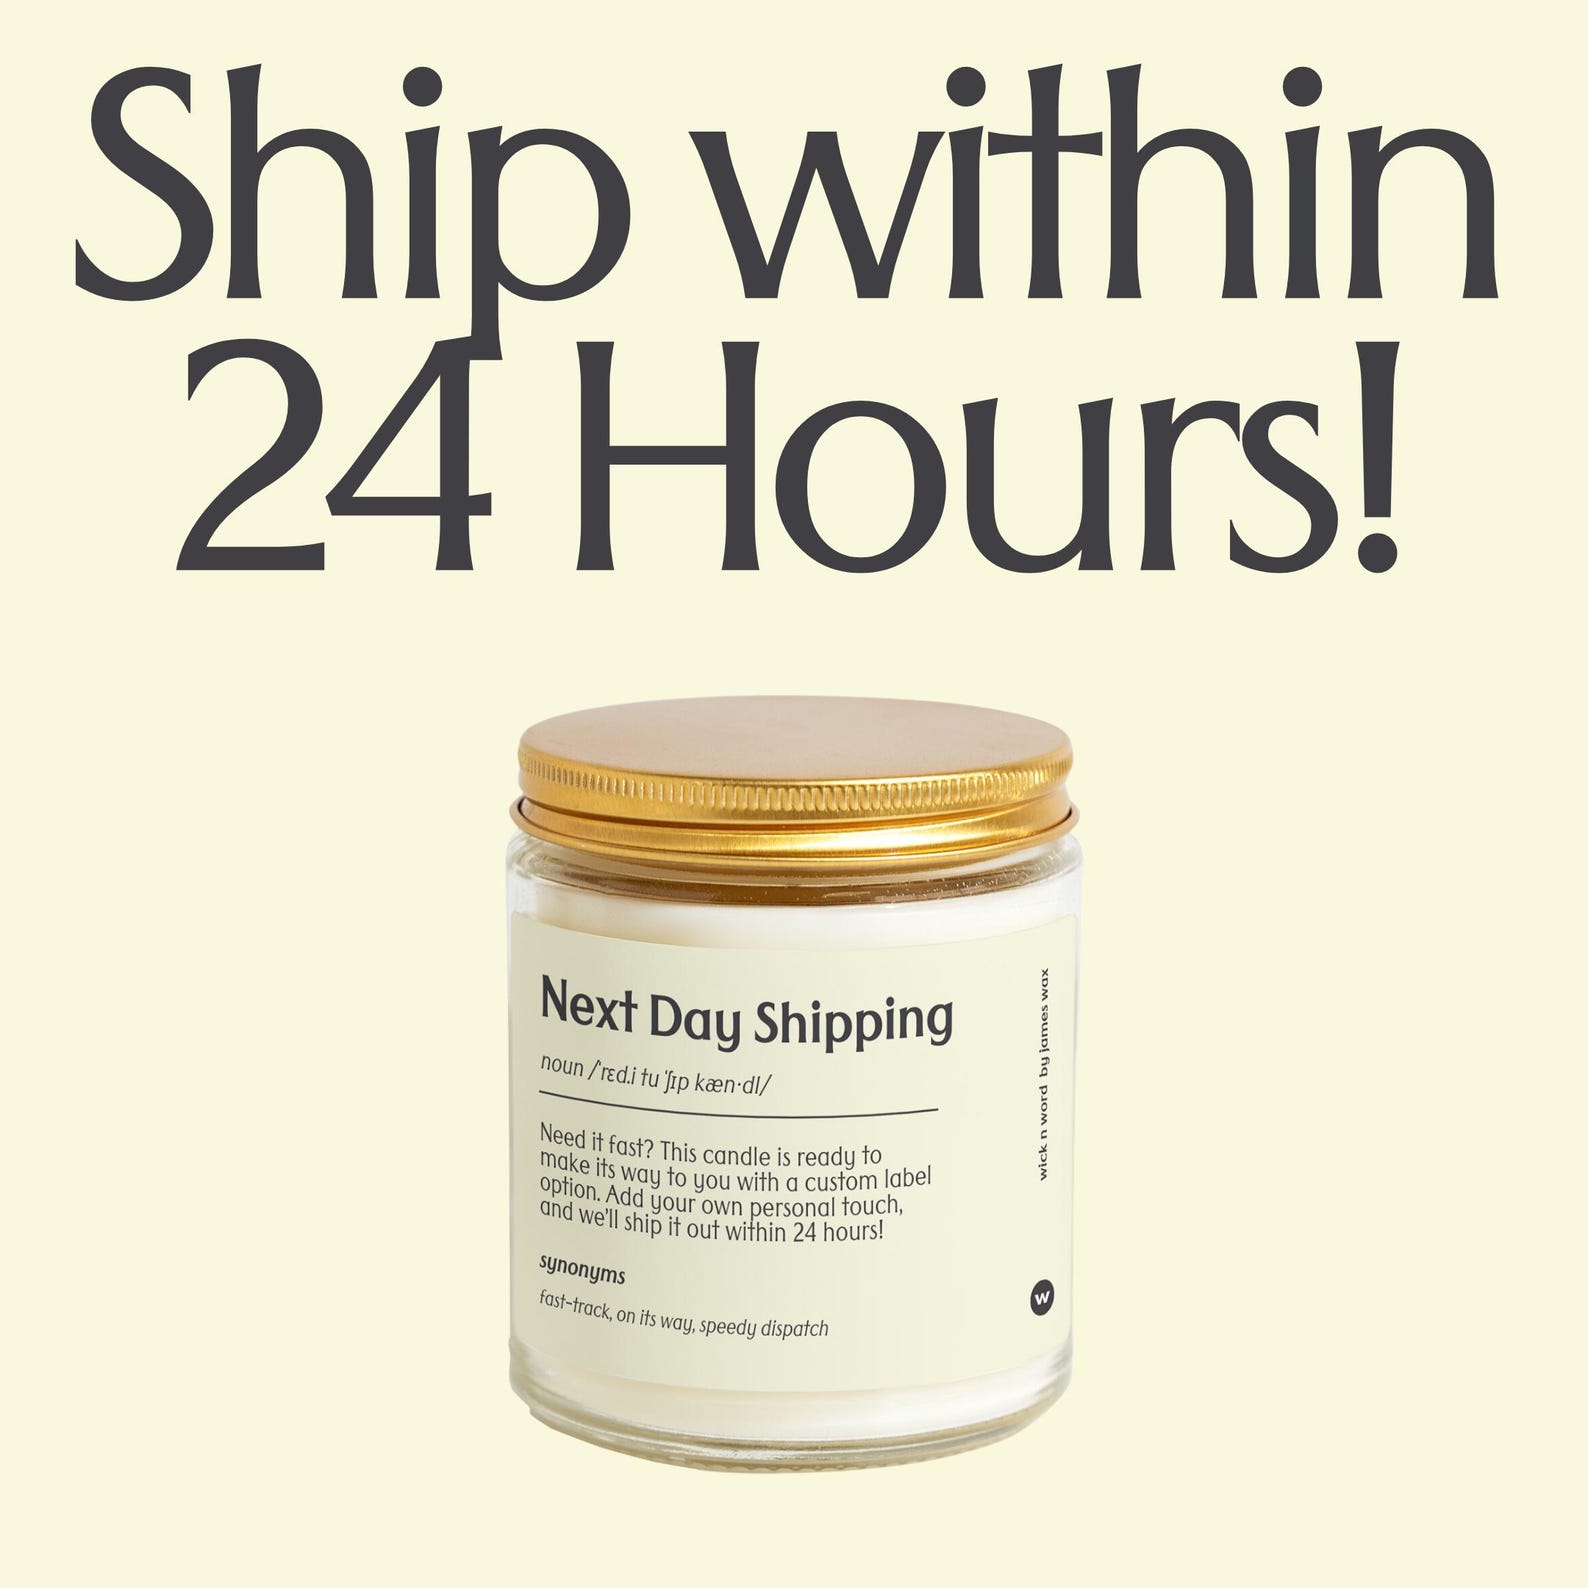 Ship within
24 Hours!
Next Day Shipping
noun /ˈrɛd.i tu ˈʃɪp kæn·dl/
Need it fast? This candle is ready to
make its way to you with a custom label
option. Add your own personal touch,
and we'll ship it out within 24 hours!
synonyms
fast-track, on its way, speedy dispatch
wick n word by james wax
w